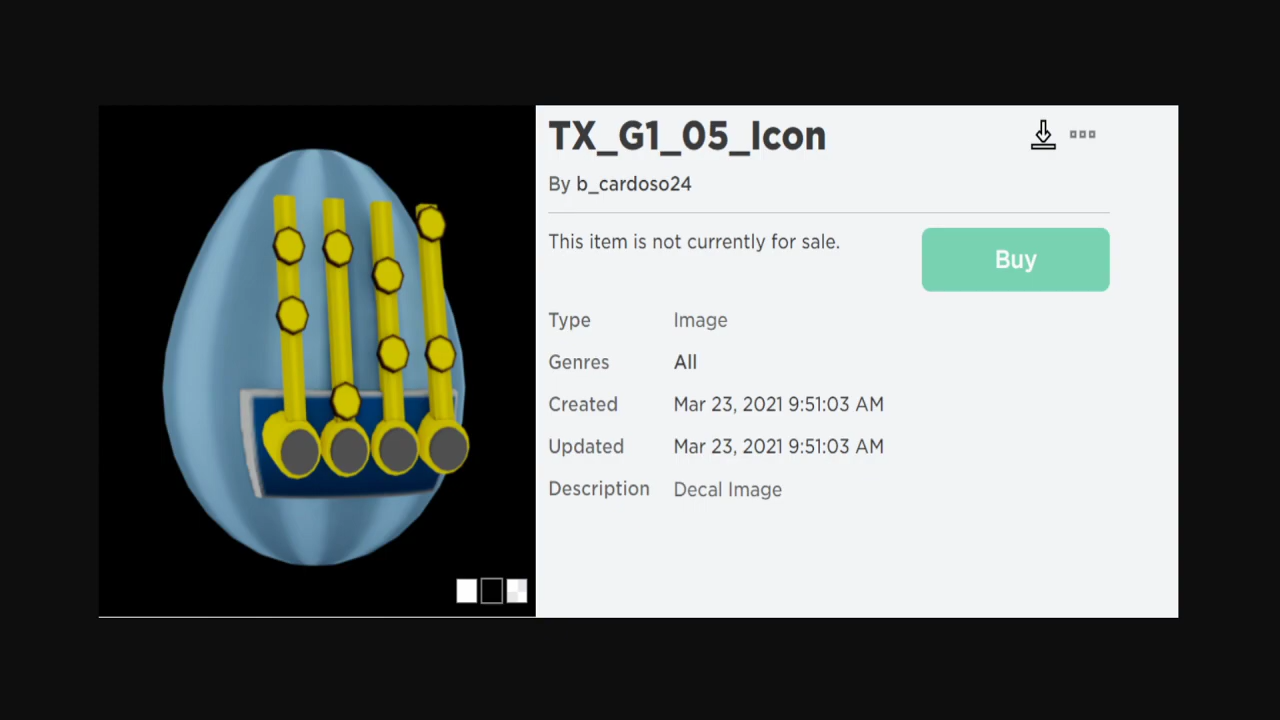 TX_G1_05_Icon
By b_cardoso24
This item is not currently for sale.
Buy
Type Image
Genres All
Created Mar 23, 2021 9:51:03 AM
Updated Mar 23, 2021 9:51:03 AM
Description Decal Image